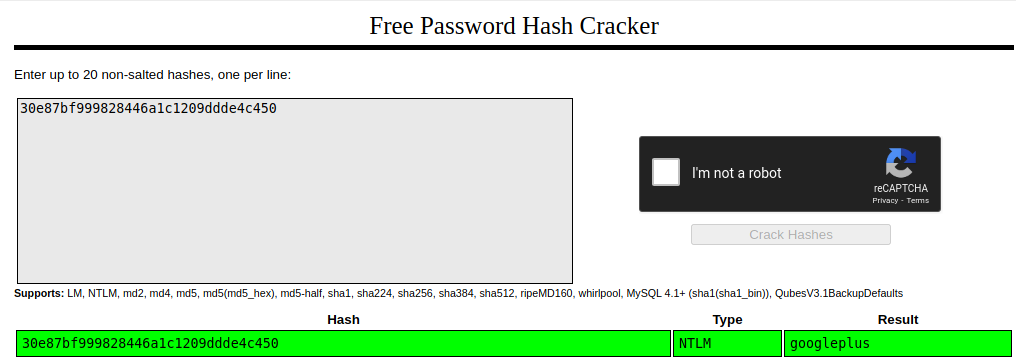 Free Password Hash Cracker
Enter up to 20 non-salted hashes, one per line:
30e87bf999828446a1c1209ddde4c450
I'm not a robot
reCAPTCHA
Privacy - Terms
Crack Hashes
Supports: LM, NTLM, md2, md4, md5, md5(md5_hex), md5-half, sha1, sha224, sha256, sha384, sha512, ripeMD160, whirlpool, MySQL 4.1+ (sha1(sha1_bin)), QubesV3.1BackupDefaults
Hash Type Result
30e87bf999828446a1c1209ddde4c450 NTLM googleplus